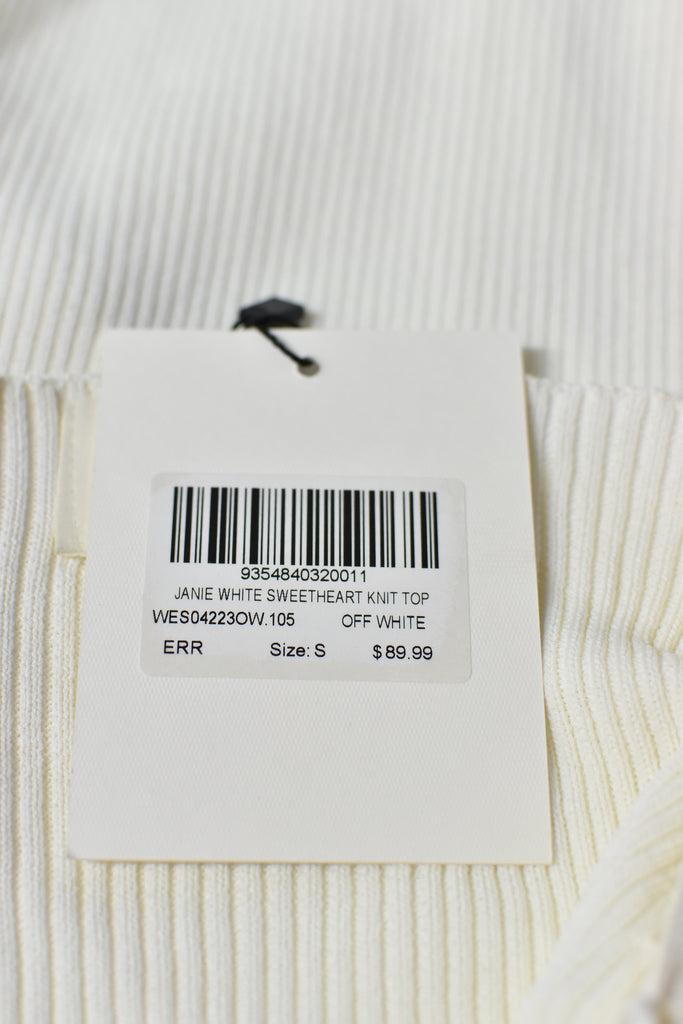 9354840320011
JANIE WHITE SWEETHEART KNIT TOP
WES04223OW.105 OFF WHITE
ERR Size: S $89.99